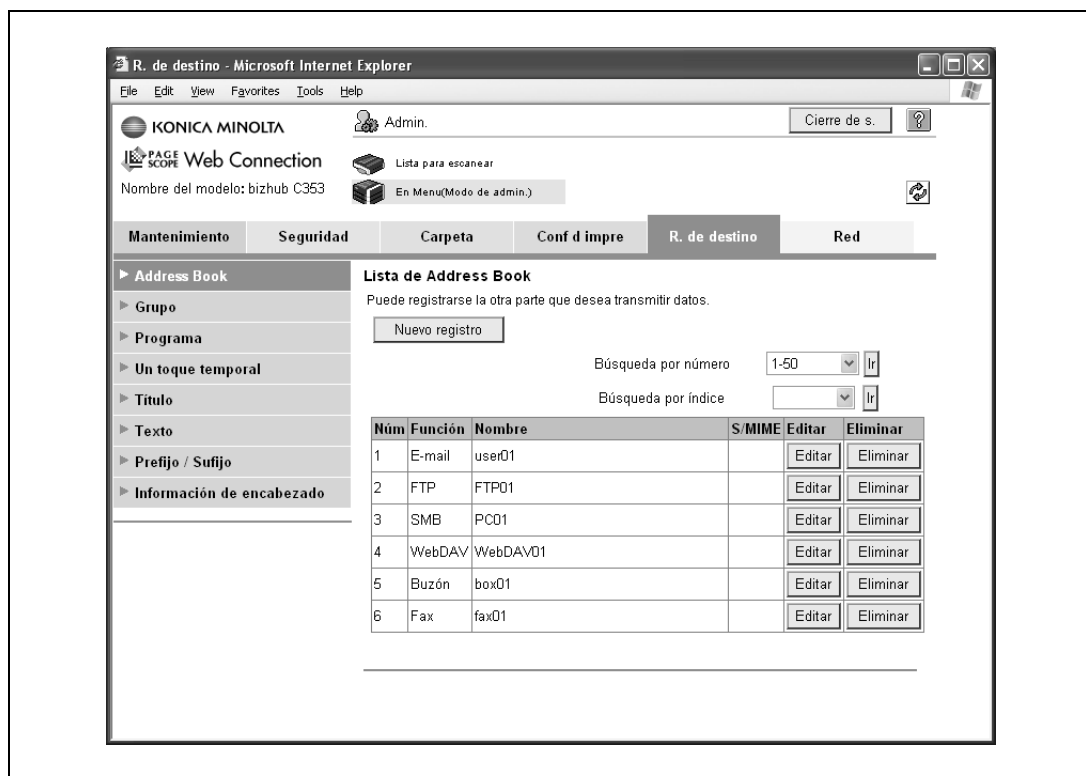 R. de destino - Microsoft Internet Explorer
File Edit View Favorites Tools Help
KONICA MINOLTA
Admin.
Cierre de s.
?
PAGE SCOPE Web Connection
Lista para escanear
Nombre del modelo: bizhub C353
En Menu(Modo de admin.)
Mantenimiento Seguridad Carpeta Conf d impre R. de destino Red
Address Book
Grupo
Programa
Un toque temporal
Título
Texto
Prefijo / Sufijo
Información de encabezado
Lista de Address Book
Puede registrarse la otra parte que desea transmitir datos.
Nuevo registro
Búsqueda por número 1-50 Ir
Búsqueda por índice Ir
Núm Función Nombre S/MIME Editar Eliminar
1 E-mail user01 Editar Eliminar
2 FTP FTP01 Editar Eliminar
3 SMB PC01 Editar Eliminar
4 WebDAV WebDAV01 Editar Eliminar
5 Buzón box01 Editar Eliminar
6 Fax fax01 Editar Eliminar